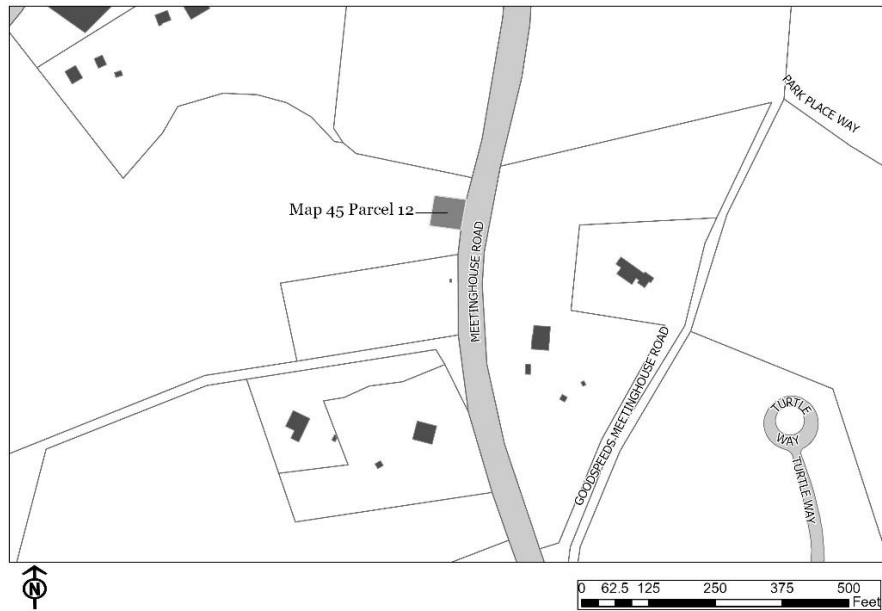 PARK PLACE WAY
Map 45 Parcel 12
MEETINGHOUSE ROAD
GOODSPEEDS MEETINGHOUSE ROAD
TURTLE
WAY
TURTLE WAY
N
0 62.5 125 250 375 500
Feet